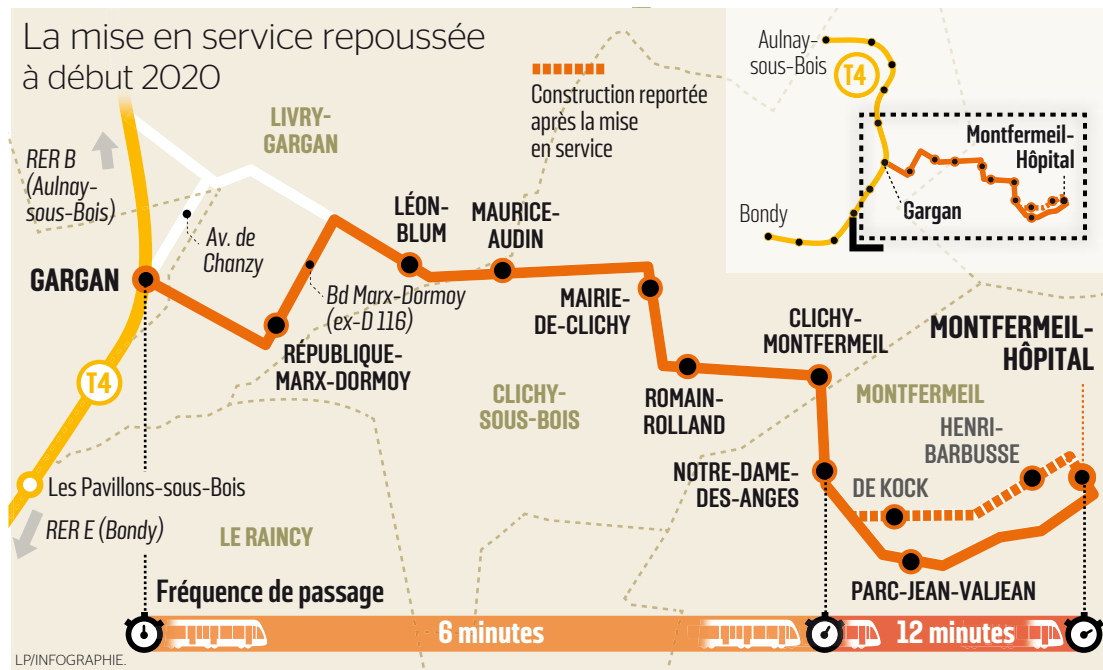 La mise en service repoussée
à début 2020
Construction reportée
après la mise
en service
Aulnay-
sous-Bois
T4
Montfermeil-
Hôpital
Gargan
Bondy
LIVRY-
GARGAN
RER B
(Aulnay-
sous-Bois)
Av. de
Chanzy
GARGAN
LÉON-
BLUM
MAURICE-
AUDIN
Bd Marx-Dormoy
(ex-D 116)
RÉPUBLIQUE-
MARX-DORMOY
MAIRIE-
DE-CLICHY
CLICHY-
MONTFERMEIL
MONTFERMEIL-
HÔPITAL
T4
CLICHY-
SOUS-BOIS
ROMAIN-
ROLLAND
MONTFERMEIL
HENRI-
BARBUSSE
NOTRE-DAME-
DES-ANGES
DE KOCK
Les Pavillons-sous-Bois
RER E (Bondy)
LE RAINCY
PARC-JEAN-VALJEAN
Fréquence de passage
6 minutes
12 minutes
LP/INFOGRAPHIE.